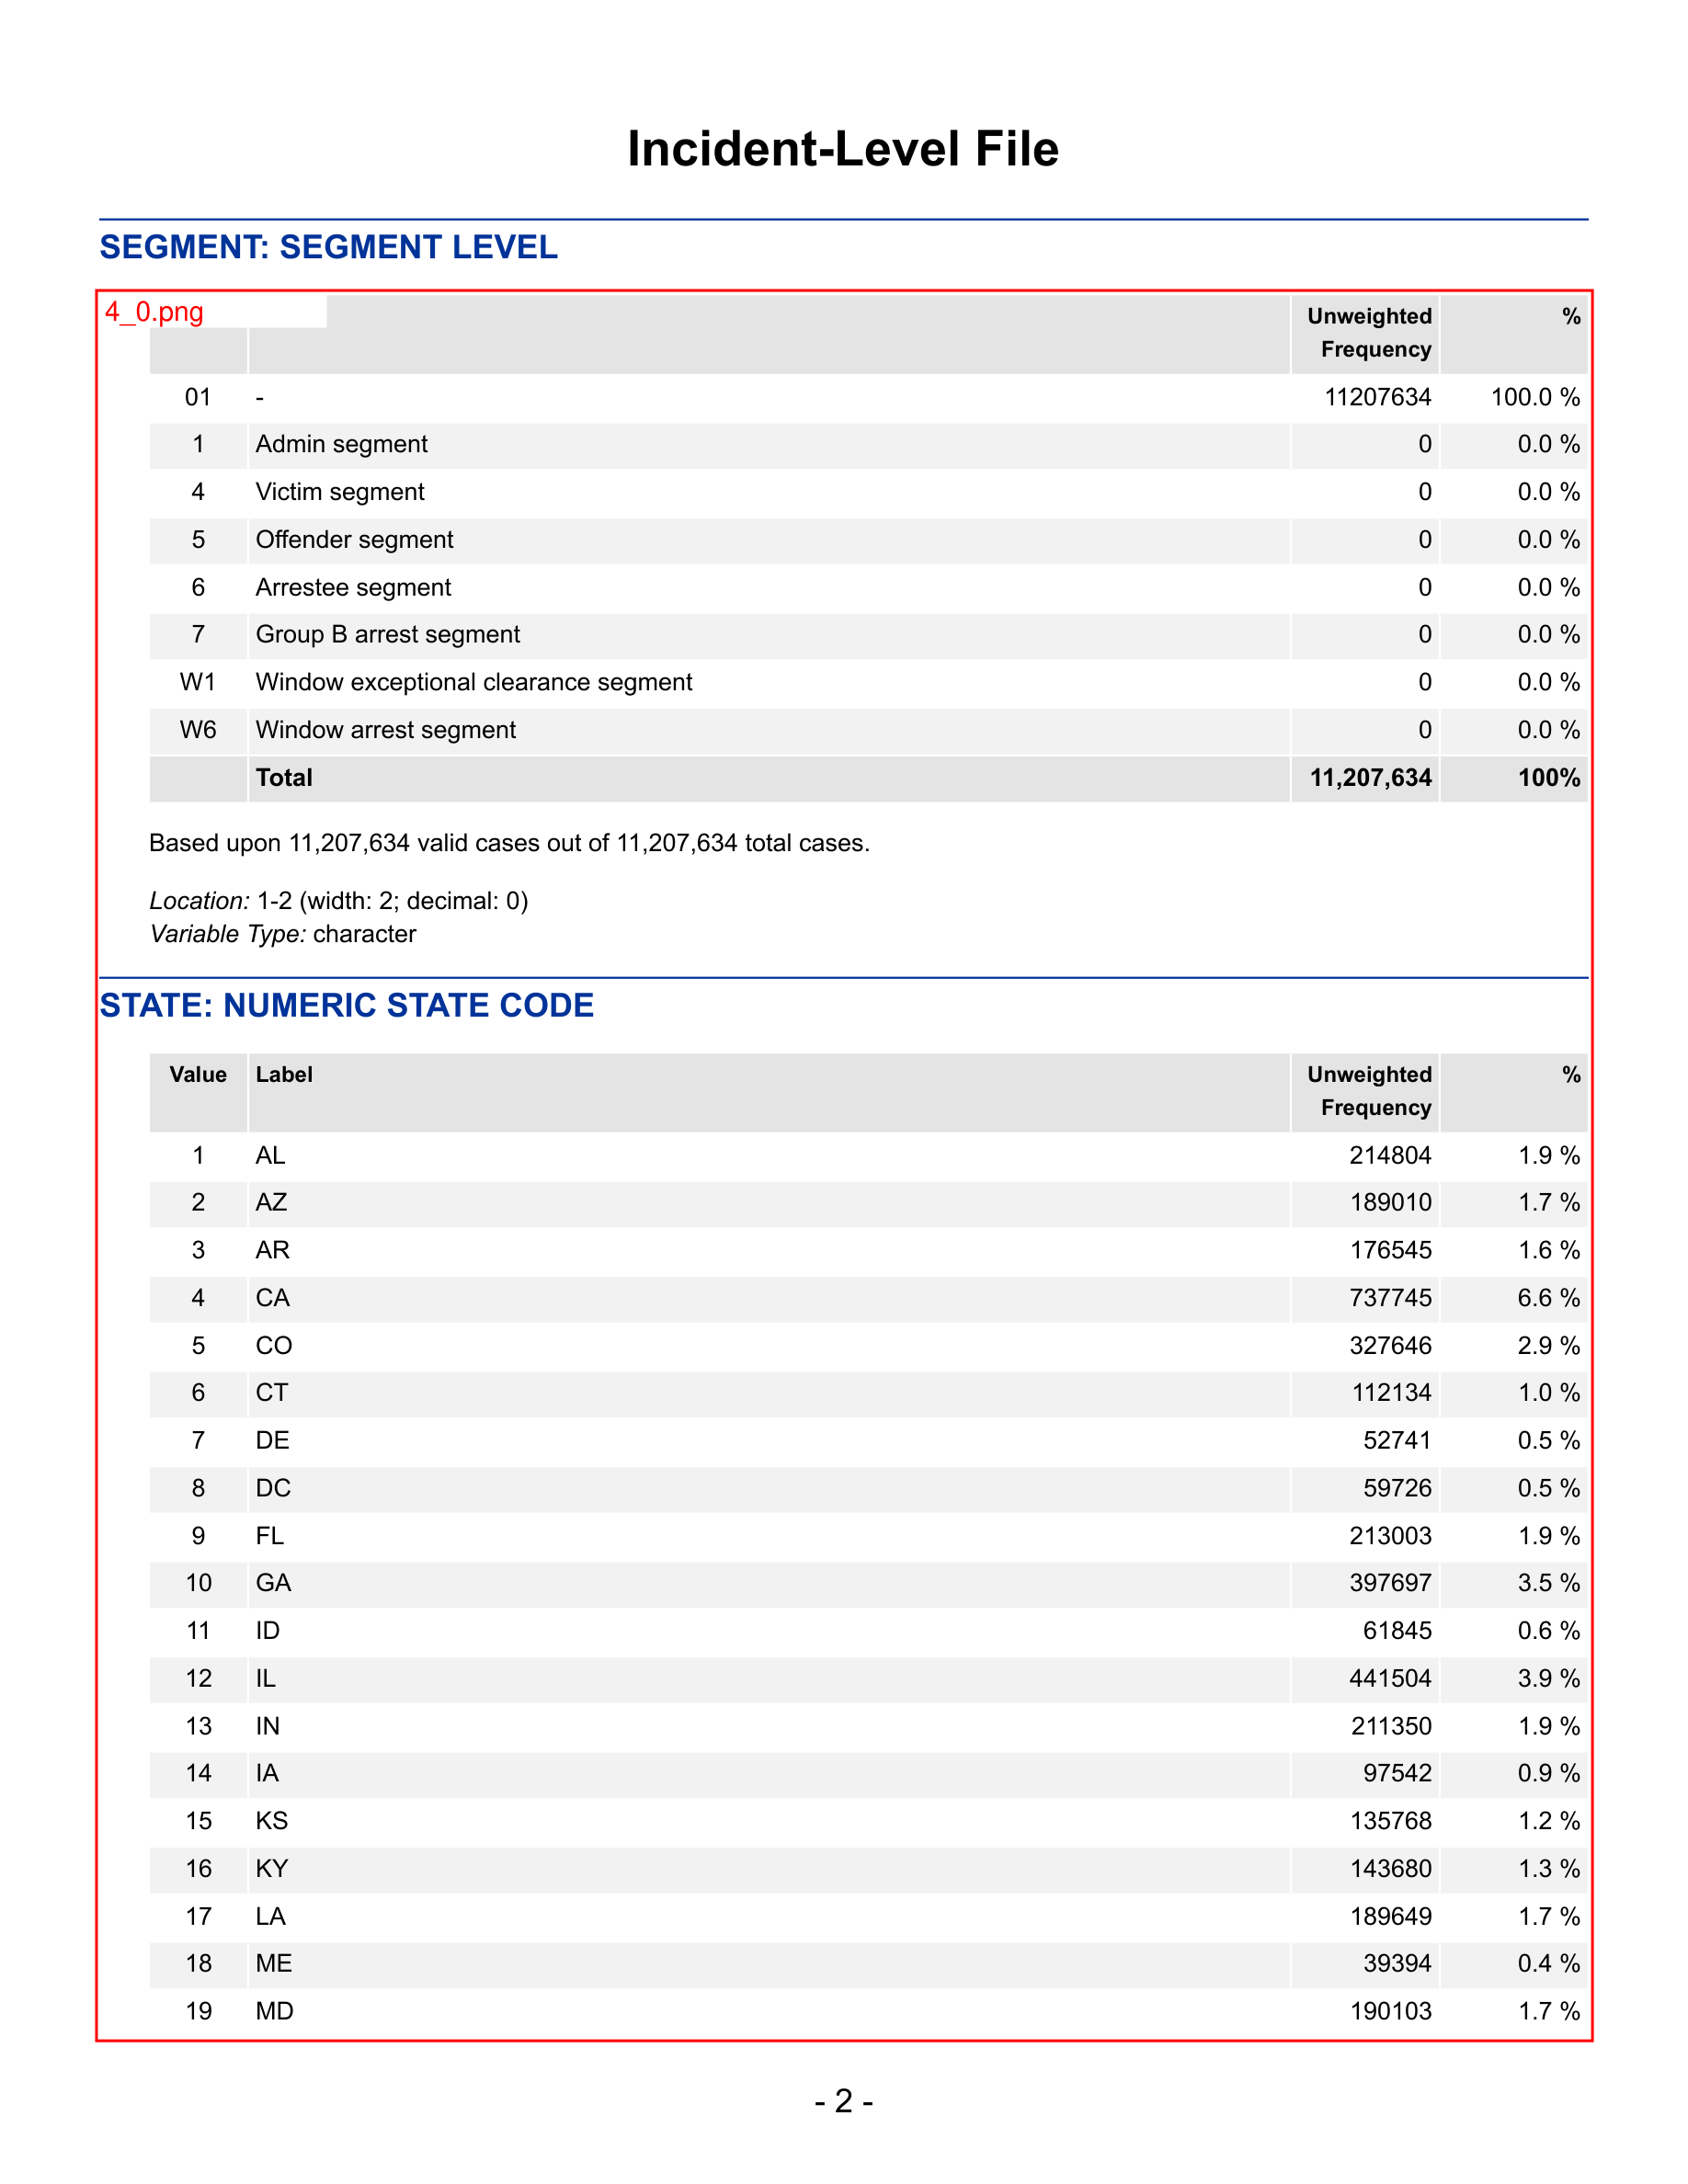 Incident-Level File
SEGMENT: SEGMENT LEVEL
4_0.png
Unweighted Frequency %
01 - 11207634 100.0 %
1 Admin segment 0 0.0 %
4 Victim segment 0 0.0 %
5 Offender segment 0 0.0 %
6 Arrestee segment 0 0.0 %
7 Group B arrest segment 0 0.0 %
W1 Window exceptional clearance segment 0 0.0 %
W6 Window arrest segment 0 0.0 %
Total 11,207,634 100%
Based upon 11,207,634 valid cases out of 11,207,634 total cases.
Location: 1-2 (width: 2; decimal: 0)
Variable Type: character
STATE: NUMERIC STATE CODE
Value Label Unweighted Frequency %
1 AL 214804 1.9 %
2 AZ 189010 1.7 %
3 AR 176545 1.6 %
4 CA 737745 6.6 %
5 CO 327646 2.9 %
6 CT 112134 1.0 %
7 DE 52741 0.5 %
8 DC 59726 0.5 %
9 FL 213003 1.9 %
10 GA 397697 3.5 %
11 ID 61845 0.6 %
12 IL 441504 3.9 %
13 IN 211350 1.9 %
14 IA 97542 0.9 %
15 KS 135768 1.2 %
16 KY 143680 1.3 %
17 LA 189649 1.7 %
18 ME 39394 0.4 %
19 MD 190103 1.7 %
- 2 -